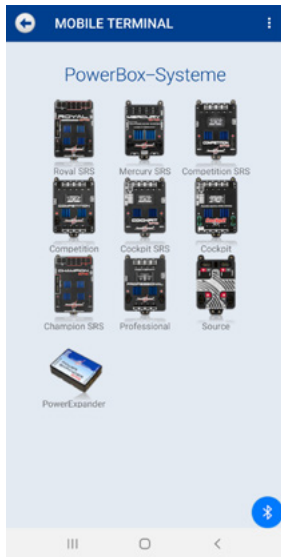 MOBILE TERMINAL
PowerBox-Systeme
Royal SRS Mercury SRS Competition SRS
Competition Cockpit SRS Cockpit
Champion SRS Professional Source
PowerExpander